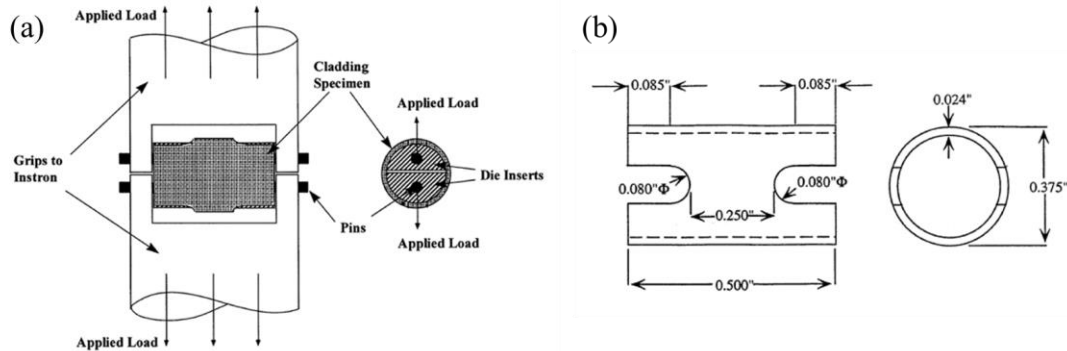 (a)
Applied Load
Cladding
Specimen
Applied Load
Grips to
Instron
Die Inserts
Pins
Applied Load
Applied Load
(b)
0.085"
0.085"
0.024"
0.080"Φ
0.080"Φ
0.375"
0.250"
0.500"